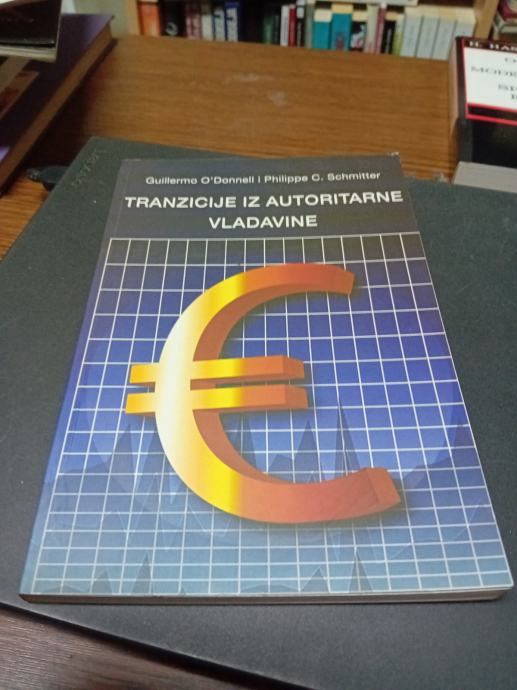 Guillermo O'Donnell i Philippe C. Schmitter
TRANZICIJE IZ AUTORITARNE
VLADAVINE